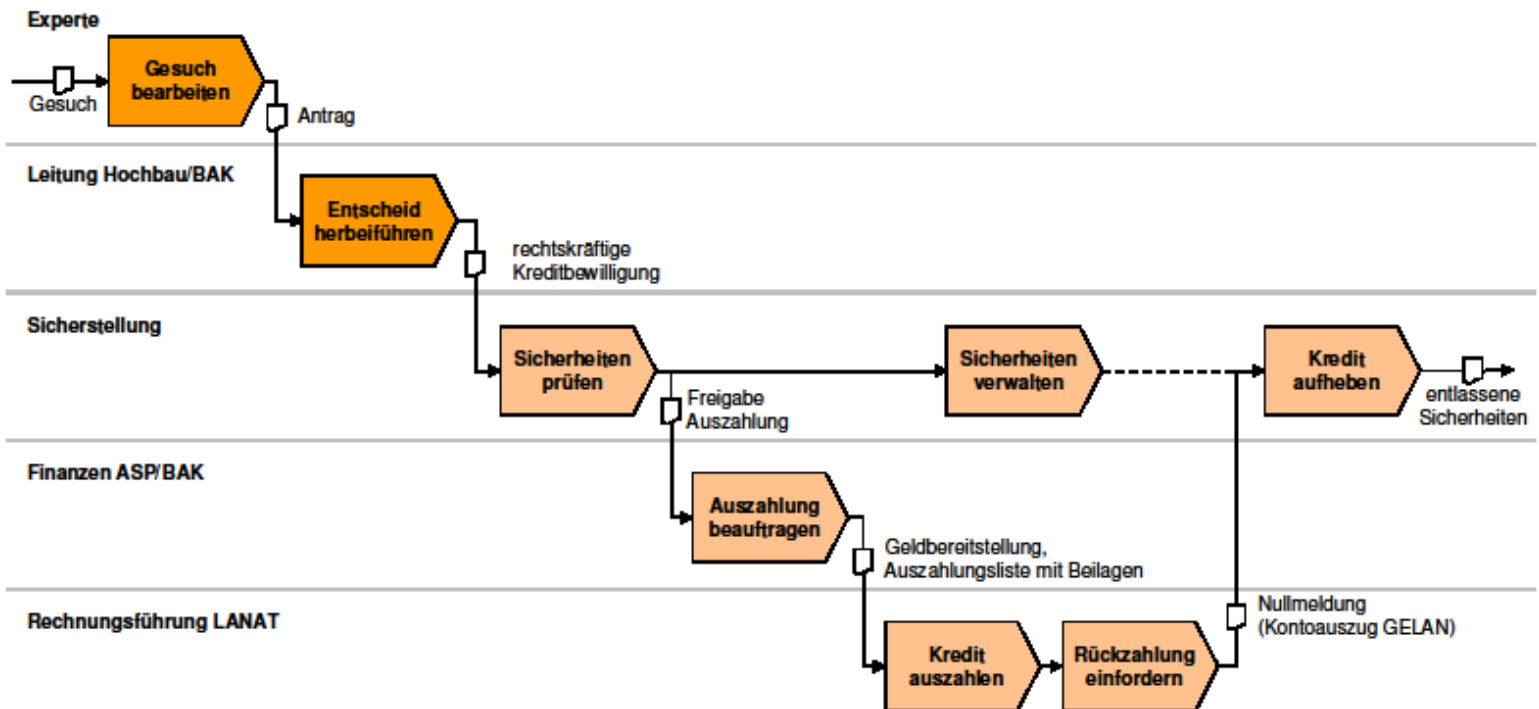 Experte
Gesuch
bearbeiten
Gesuch
Antrag
Leitung Hochbau/BAK
Entscheid
herbeiführen
rechtskräftige
Kreditbewilligung
Sicherstellung
Sicherheiten
prüfen
Sicherheiten
verwalten
Kredit
aufheben
Freigabe
Auszahlung
entlassene
Sicherheiten
Finanzen ASP/BAK
Auszahlung
beauftragen
Geldbereitstellung,
Auszahlungsliste mit Beilagen
Rechnungsführung LANAT
Nullmeldung
(Kontoauszug GELAN)
Kredit
auszahlen
Rückzahlung
einfordern